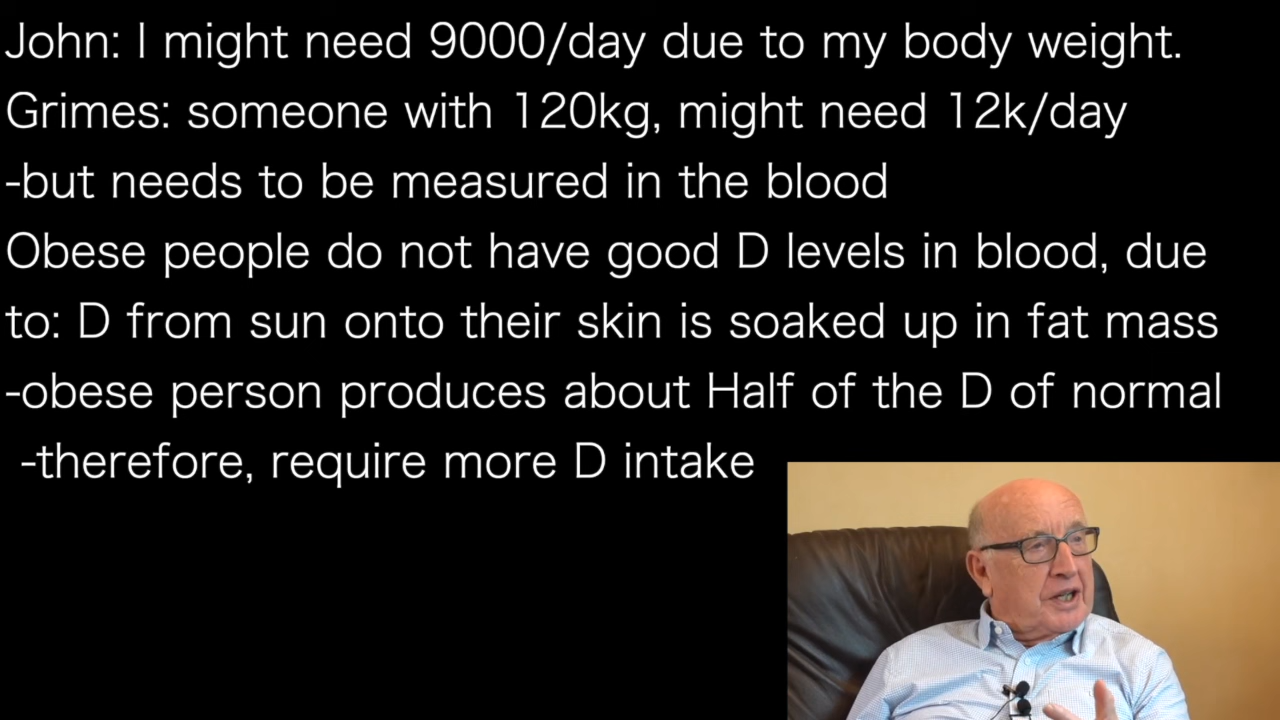 John: I might need 9000/day due to my body weight.
Grimes: someone with 120kg, might need 12k/day
-but needs to be measured in the blood
Obese people do not have good D levels in blood, due
to: D from sun onto their skin is soaked up in fat mass
-obese person produces about Half of the D of normal
-therefore, require more D intake